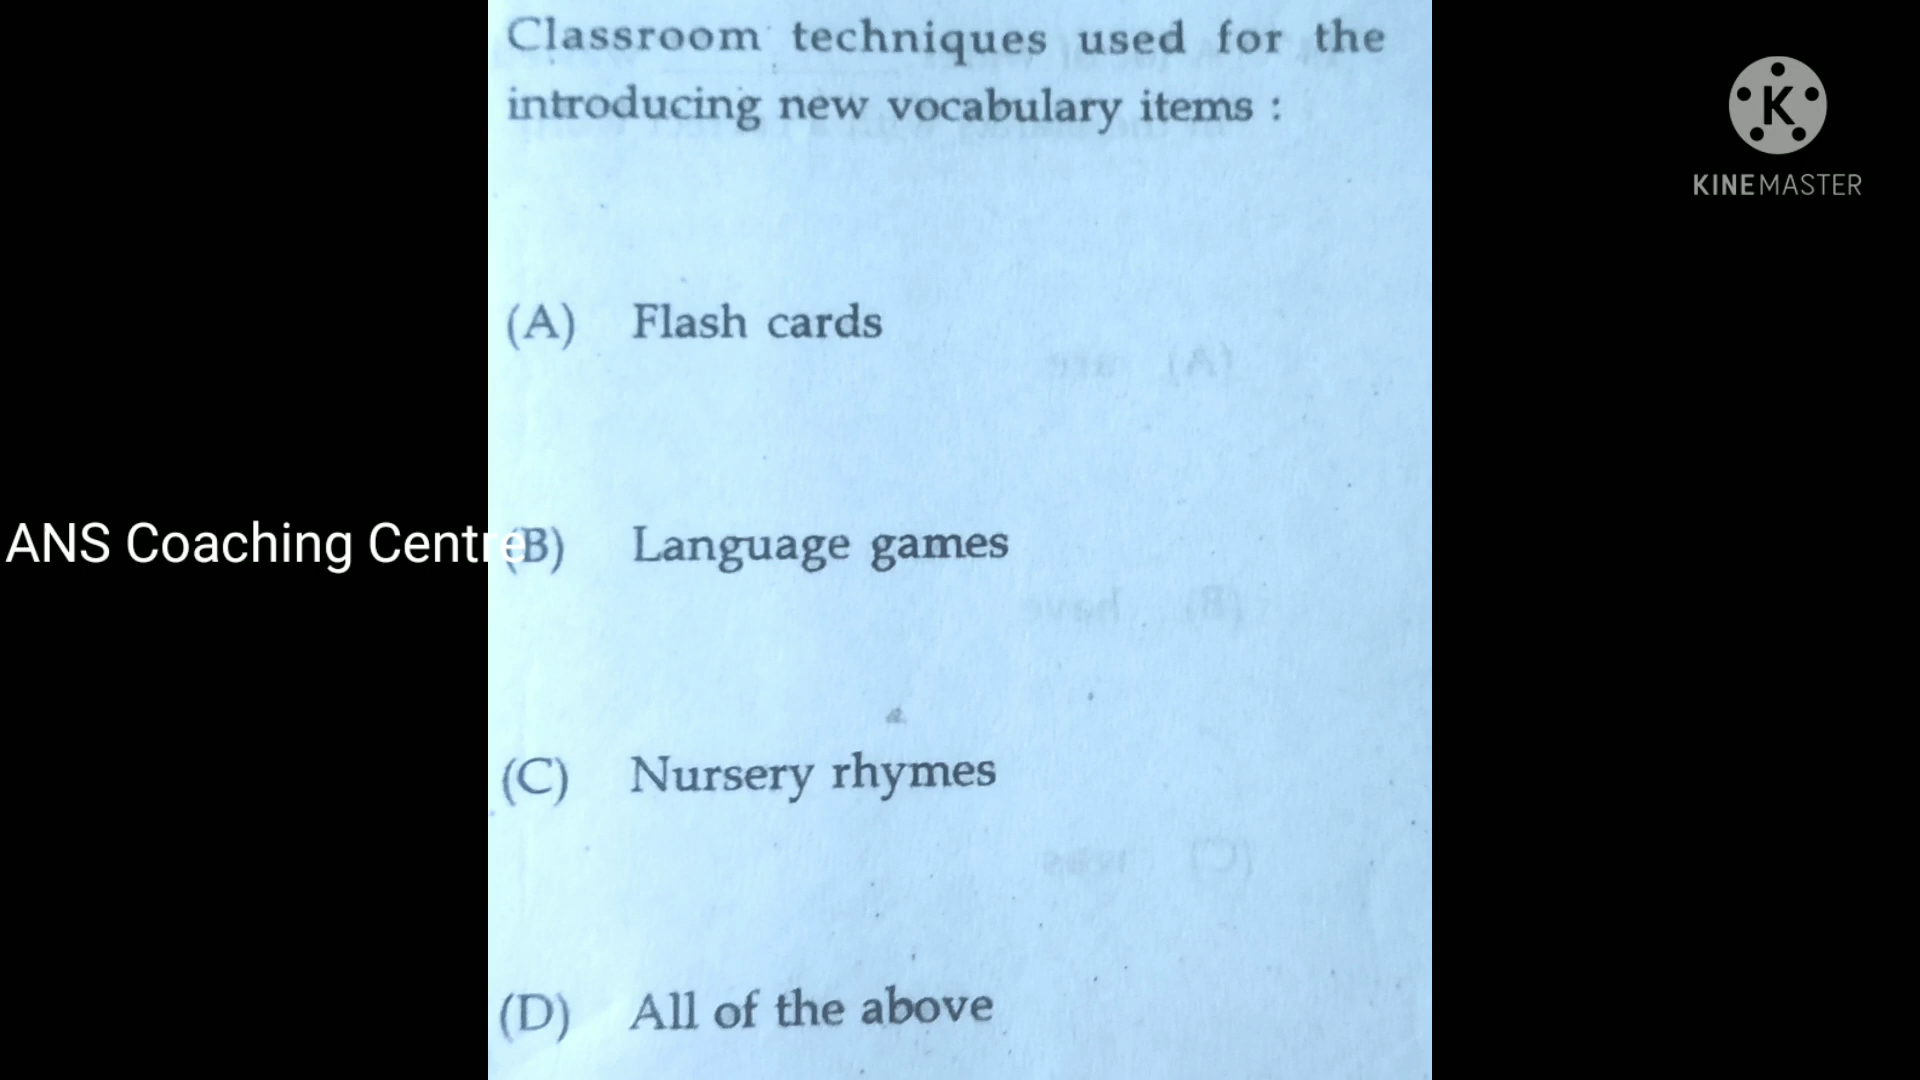 Classroom techniques used for the
introducing new vocabulary items :
(A) Flash cards
ANS Coaching Centre
(B) Language games
(C) Nursery rhymes
(D) All of the above
K
KINEMASTER